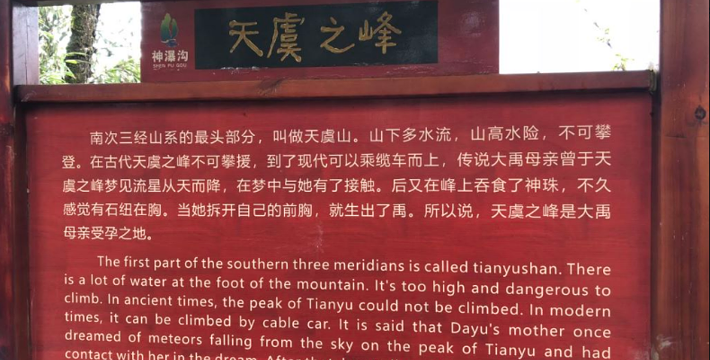 天虞之峰
神瀑沟
SHEN PU GOU
南次三经山系的最头部分，叫做天虞山。山下多水流，山高水险，不可攀
登。在古代天虞之峰不可攀援，到了现代可以乘缆车而上，传说大禹母亲曾于天
虞之峰梦见流星从天而降，在梦中与她有了接触。后又在峰上吞食了神珠，不久
感觉有石纽在胸。当她拆开自己的前胸，就生出了禹。所以说，天虞之峰是大禹
母亲受孕之地。
The first part of the southern three meridians is called tianyushan. There
is a lot of water at the foot of the mountain. It's too high and dangerous to
climb. In ancient times, the peak of Tianyu could not be climbed. In modern
times, it can be climbed by cable car. It is said that Dayu's mother once
dreamed of meteors falling from the sky on the peak of Tianyu and had
contact with her in the dream. After that